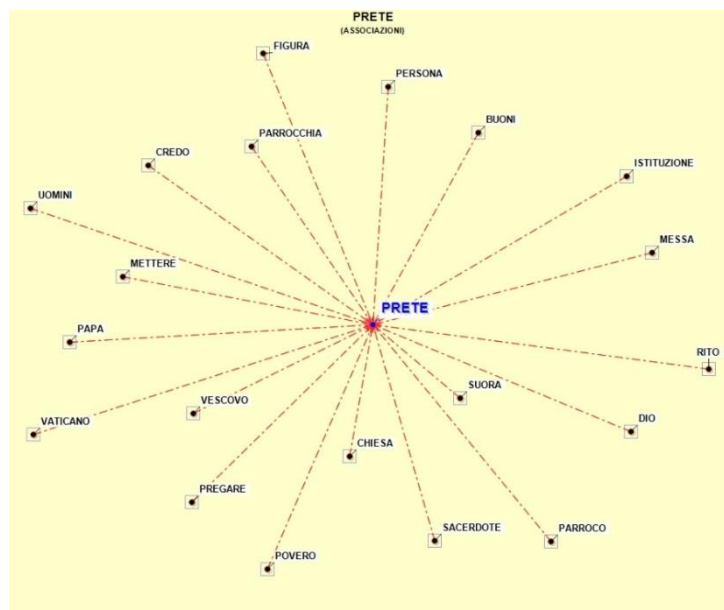 PRETE
(ASSOCIAZIONI)
FIGURA
PERSONA
BUONI
PARROCCHIA
CREDO
ISTITUZIONE
UOMINI
MESSA
METTERE
PRETE
PAPA
RITO
SUORA
VESCOVO
VATICANO
DIO
CHIESA
PREGARE
SACERDOTE
PARROCO
POVERO